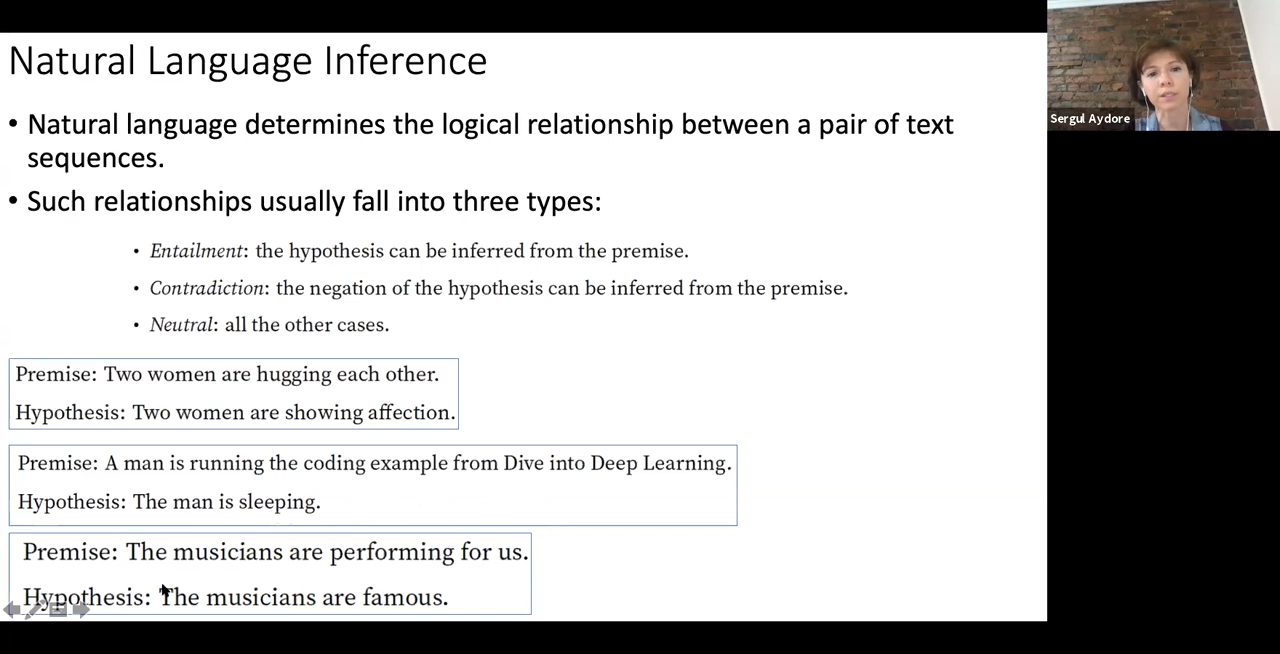 Natural Language Inference
• Natural language determines the logical relationship between a pair of text
sequences.
• Such relationships usually fall into three types:
• Entailment: the hypothesis can be inferred from the premise.
• Contradiction: the negation of the hypothesis can be inferred from the premise.
• Neutral: all the other cases.
Premise: Two women are hugging each other.
Hypothesis: Two women are showing affection.
Premise: A man is running the coding example from Dive into Deep Learning.
Hypothesis: The man is sleeping.
Premise: The musicians are performing for us.
Hypothesis: The musicians are famous.
Sergul Aydore